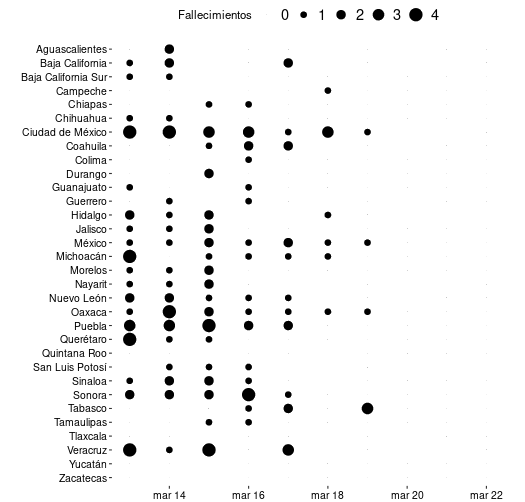 Fallecimientos 0 1 2 3 4
Aguascalientes
Baja California
Baja California Sur
Campeche
Chiapas
Chihuahua
Ciudad de México
Coahuila
Colima
Durango
Guanajuato
Guerrero
Hidalgo
Jalisco
México
Michoacán
Morelos
Nayarit
Nuevo León
Oaxaca
Puebla
Querétaro
Quintana Roo
San Luis Potosí
Sinaloa
Sonora
Tabasco
Tamaulipas
Tlaxcala
Veracruz
Yucatán
Zacatecas
mar 14 mar 16 mar 18 mar 20 mar 22